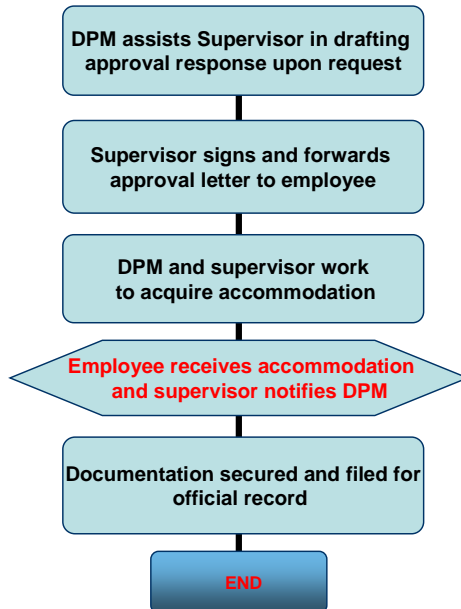 DPM assists Supervisor in drafting
approval response upon request
Supervisor signs and forwards
approval letter to employee
DPM and supervisor work
to acquire accommodation
Employee receives accommodation
and supervisor notifies DPM
Documentation secured and filed for
official record
END